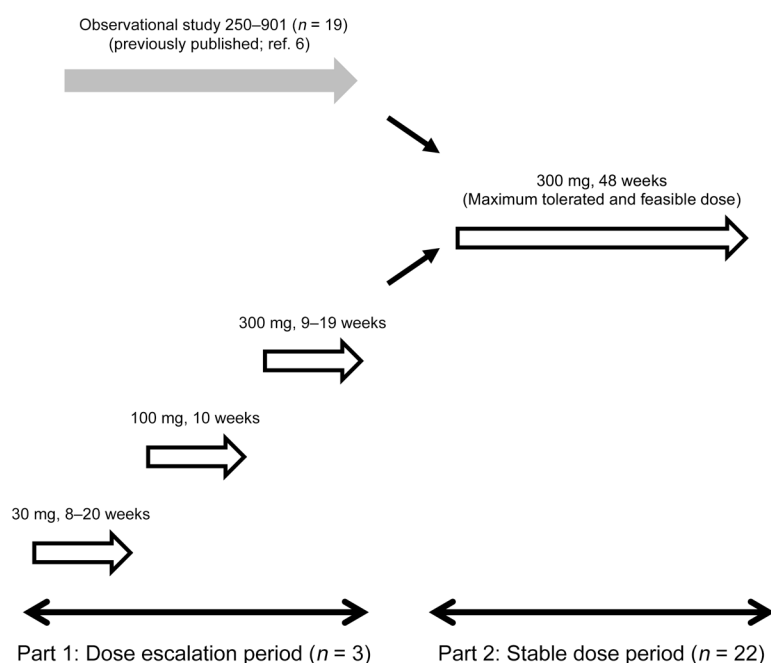 Observational study 250–901 (n = 19)
(previously published; ref. 6)
300 mg, 48 weeks
(Maximum tolerated and feasible dose)
300 mg, 9–19 weeks
100 mg, 10 weeks
30 mg, 8–20 weeks
Part 1: Dose escalation period (n = 3)
Part 2: Stable dose period (n = 22)